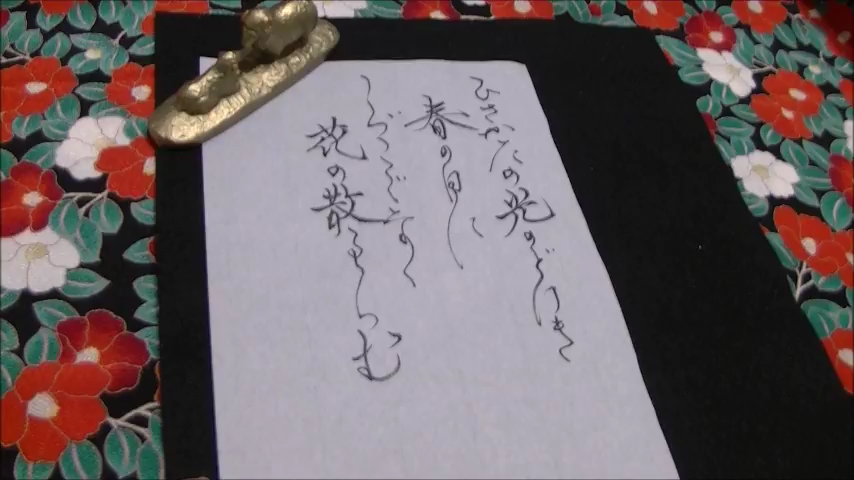 ひさかたの光のどけき
春の日に
しづごころなく
花の散るらむ